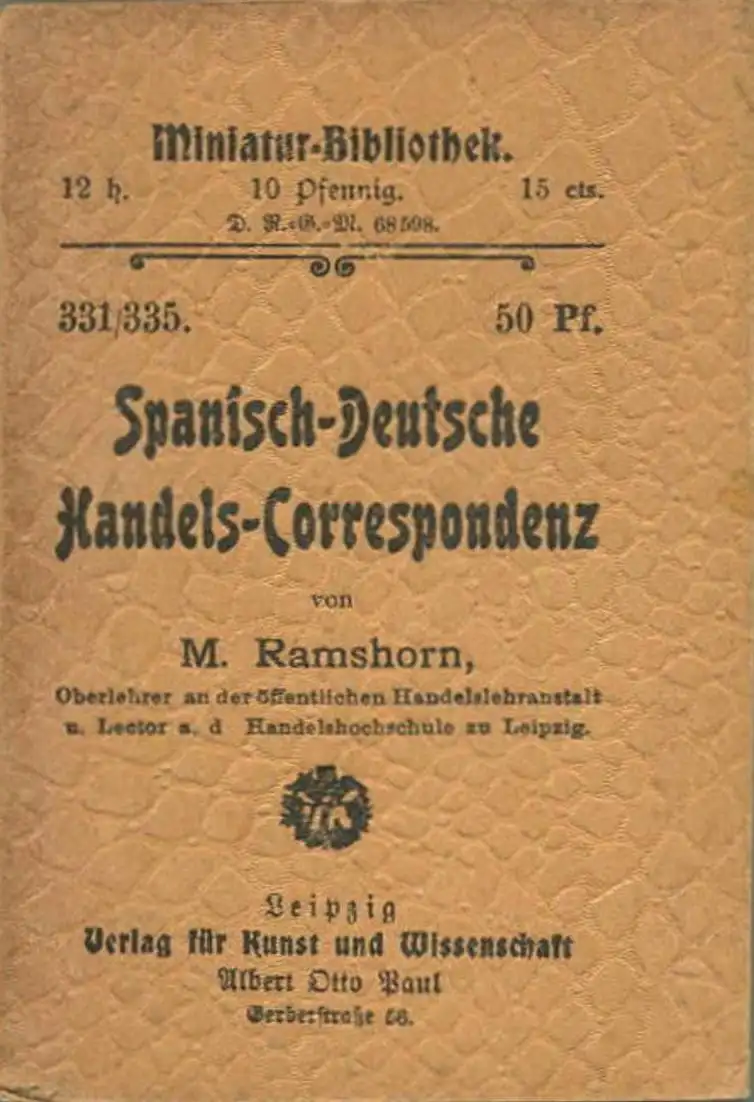 Miniatur-Bibliothek.
12 h. 10 Pfennig. 15 cts.
D. R.-G.-M. 68598.
331/335. 50 Pf.
Spanisch-Deutsche
Handels-Correspondenz
von
M. Ramshorn,
Oberlehrer an der öffentlichen Handelslehranstalt
u. Lector a. d Handelshochschule zu Leipzig.
Leipzig
Verlag für Kunst und Wissenschaft
Albert Otto Paul
Gerberstraße